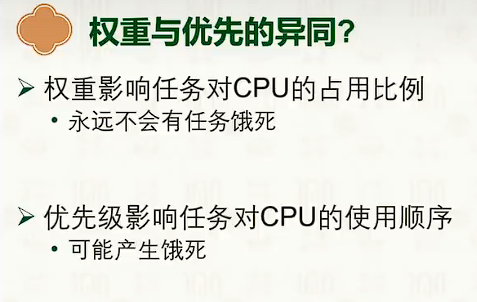 权重与优先的异同?
➢ 权重影响任务对CPU的占用比例
• 永远不会有任务饿死
➢ 优先级影响任务对CPU的使用顺序
• 可能产生饿死